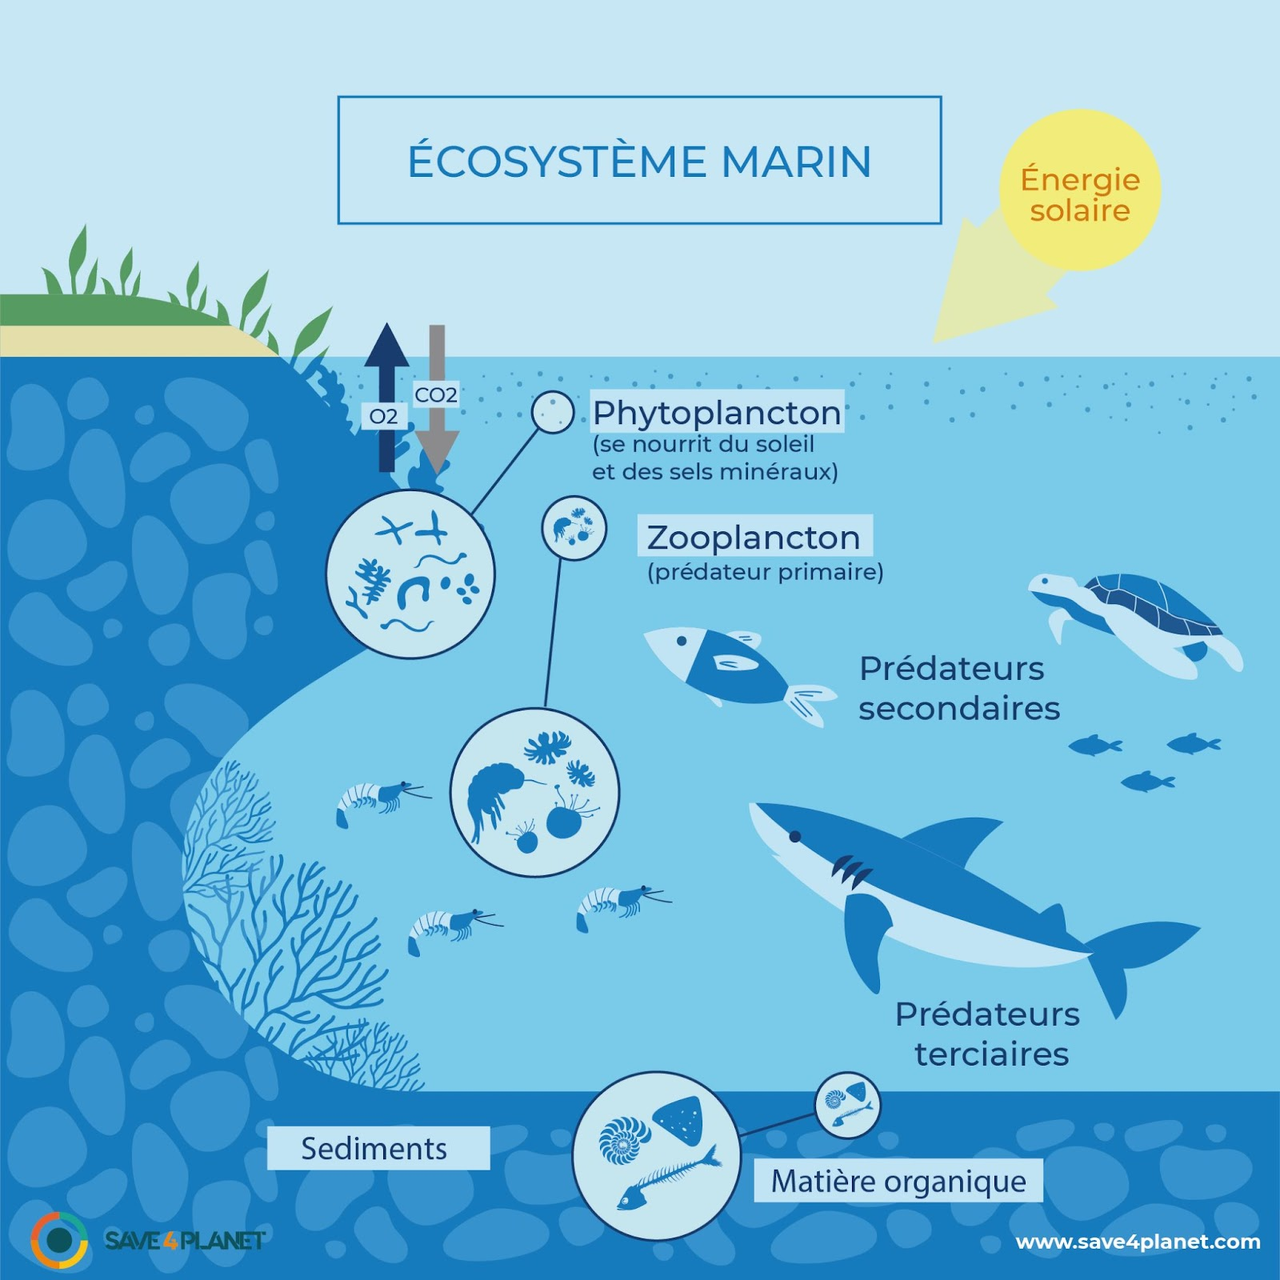 ÉCOSYSTÈME MARIN
Énergie
solaire
O2
CO2
Phytoplancton
(se nourrit du soleil
et des sels minéraux)
Zooplancton
(prédateur primaire)
Prédateurs
secondaires
Prédateurs
terciaires
Sediments
Matière organique
SAVE4PLANET
www.save4planet.com